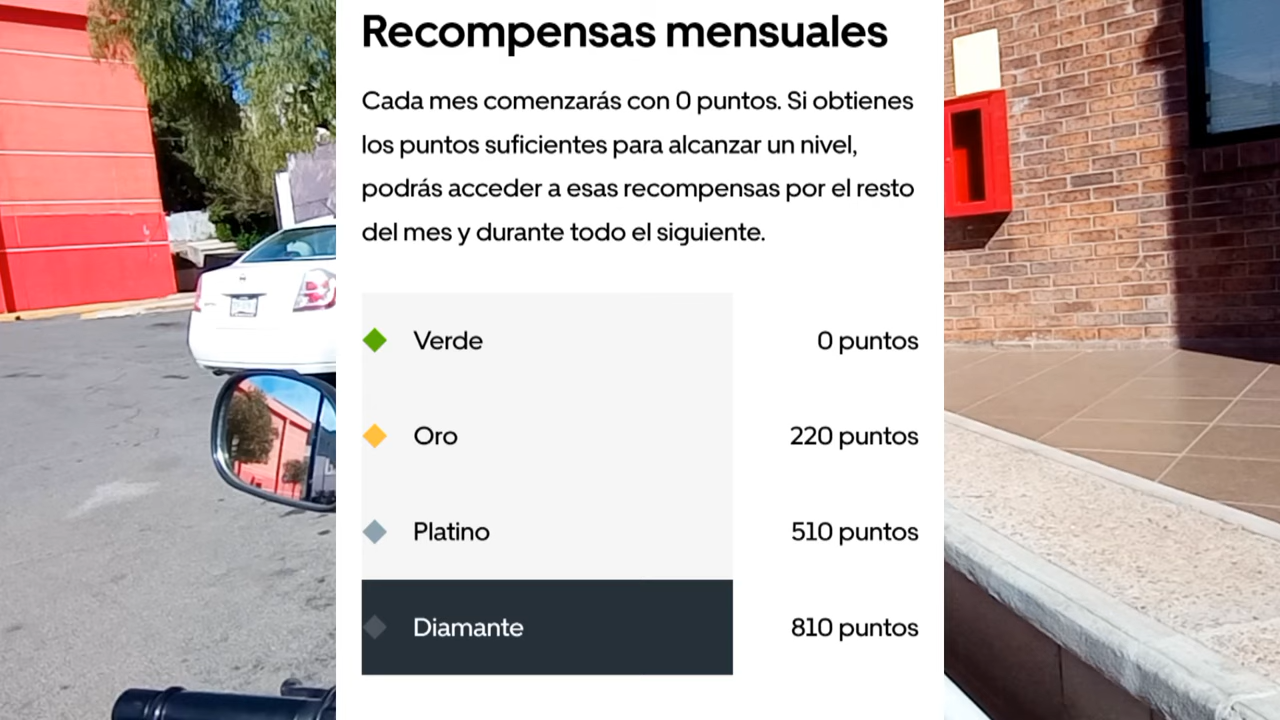 Recompensas mensuales
Cada mes comenzarás con 0 puntos. Si obtienes
los puntos suficientes para alcanzar un nivel,
podrás acceder a esas recompensas por el resto
del mes y durante todo el siguiente.
Verde 0 puntos
Oro 220 puntos
Platino 510 puntos
Diamante 810 puntos